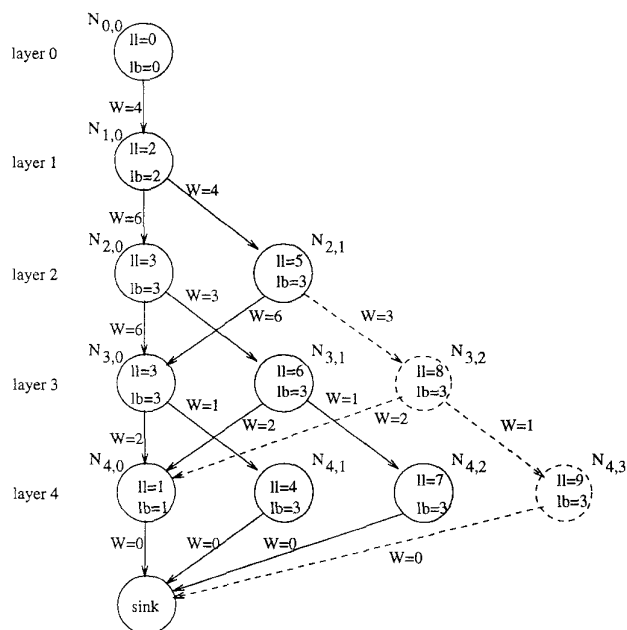 N0,0
layer 0
ll=0
lb=0
W=4
N1,0
layer 1
ll=2
lb=2
W=4
W=6
N2,0
N2,1
layer 2
ll=3
lb=3
ll=5
lb=3
W=3
W=6
W=3
W=6
N3,0
N3,1
N3,2
layer 3
ll=3
lb=3
ll=6
lb=3
ll=8
lb=3
W=1
W=1
W=2
W=2
W=1
W=2
N4,0
N4,1
N4,2
N4,3
layer 4
ll=1
lb=1
ll=4
lb=3
ll=7
lb=3
ll=9
lb=3
W=0
W=0
W=0
W=0
sink